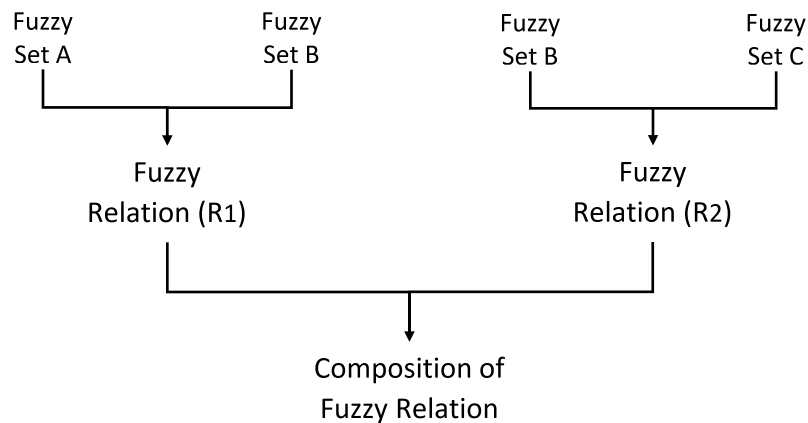 Fuzzy
Set A
Fuzzy
Set B
Fuzzy
Set B
Fuzzy
Set C
Fuzzy
Relation (R1)
Fuzzy
Relation (R2)
Composition of
Fuzzy Relation